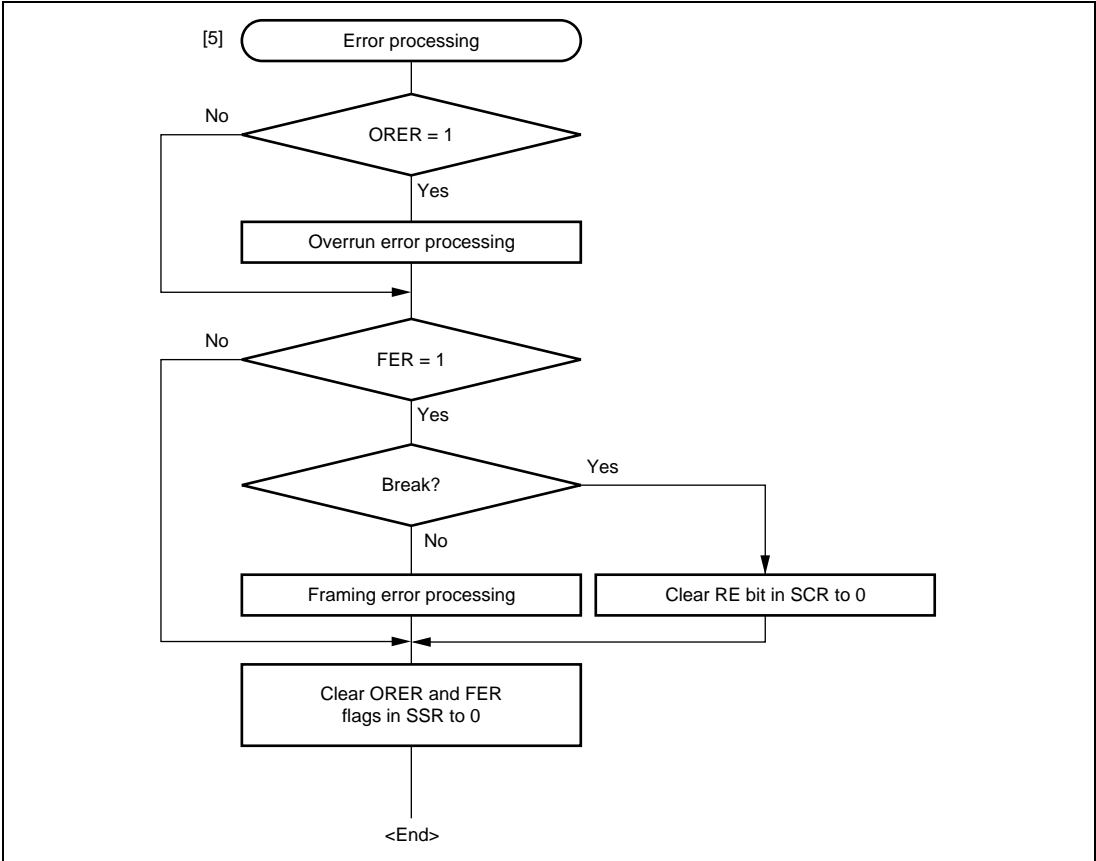 [5]
Error processing
No
ORER = 1
Yes
Overrun error processing
No
FER = 1
Yes
Break?
Yes
No
Framing error processing
Clear RE bit in SCR to 0
Clear ORER and FER
flags in SSR to 0
<End>